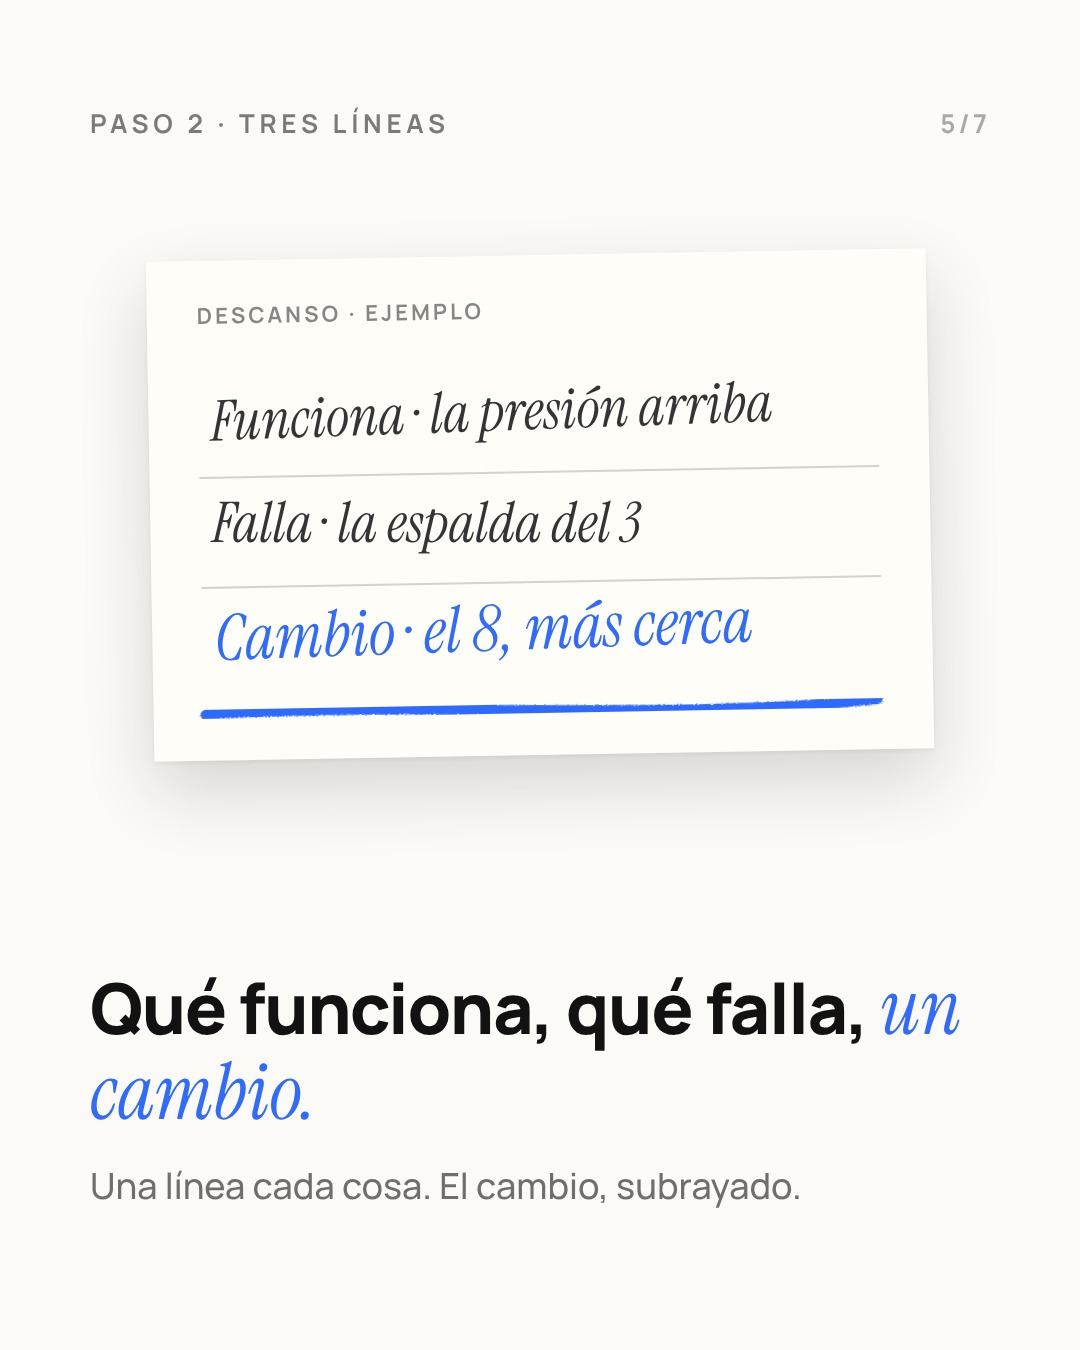 PASO 2 · TRES LÍNEAS
5/7
DESCANSO · EJEMPLO
Funciona · la presión arriba
Falla · la espalda del 3
Cambio · el 8, más cerca
Qué funciona, qué falla, un
cambio.
Una línea cada cosa. El cambio, subrayado.